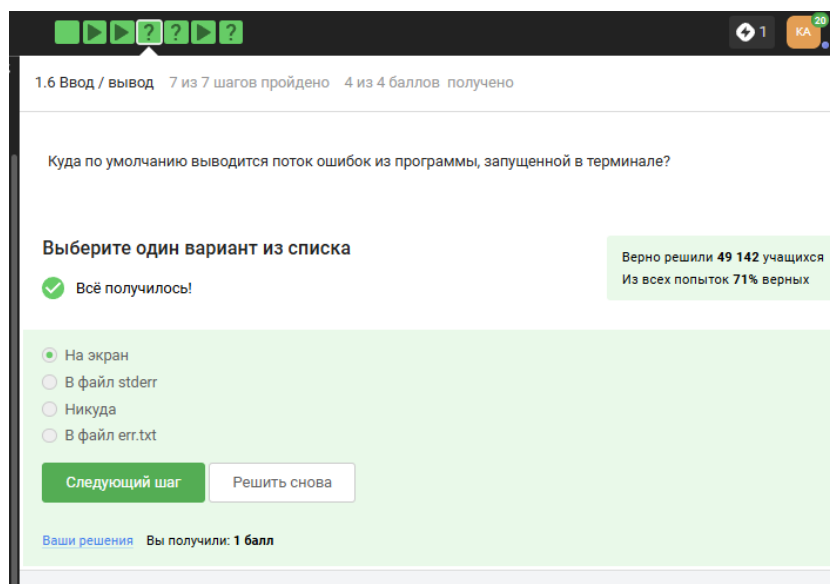 ? ? ?
1
KA
20
1.6 Ввод / вывод 7 из 7 шагов пройдено 4 из 4 баллов получено
Куда по умолчанию выводится поток ошибок из программы, запущенной в терминале?
Выберите один вариант из списка
Верно решили 49 142 учащихся
Из всех попыток 71% верных
Всё получилось!
На экран
В файл stderr
Никуда
В файл err.txt
Следующий шаг Решить снова
Ваши решения Вы получили: 1 балл